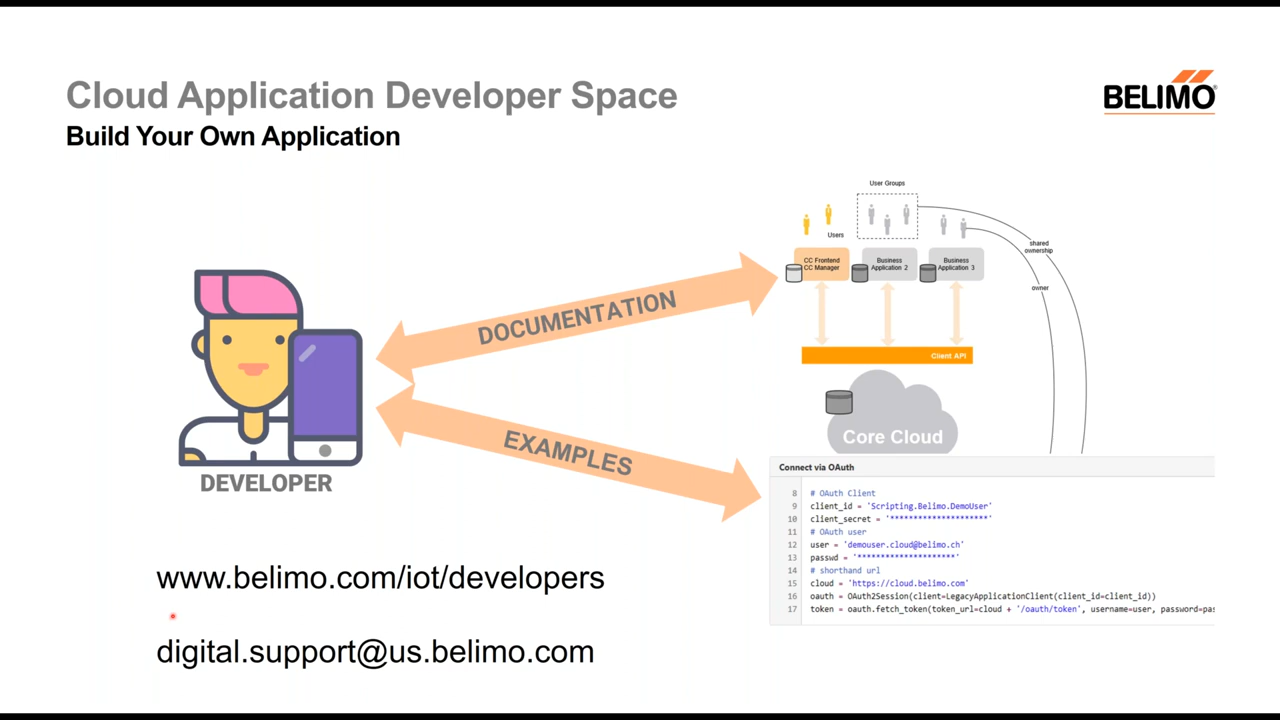 Cloud Application Developer Space
Build Your Own Application
BELIMO
User Groups
Users
shared
ownership
CC Frontend
CC Manager
Business
Application 2
Business
Application 3
owner
DOCUMENTATION
Client API
Core Cloud
EXAMPLES
DEVELOPER
Connect via OAuth
8 # OAuth Client
9 client_id = 'Scripting.Belimo.DemoUser'
10 client_secret = '*********************'
11 # OAuth user
12 user = 'demouser.cloud@belimo.ch'
13 passwd = '*********************'
14 # shorthand url
15 cloud = 'https://cloud.belimo.com'
16 oauth = OAuth2Session(client=LegacyApplicationClient(client_id=client_id))
17 token = oauth.fetch_token(token_url=cloud + '/oauth/token', username=user, password=pas
www.belimo.com/iot/developers
digital.support@us.belimo.com